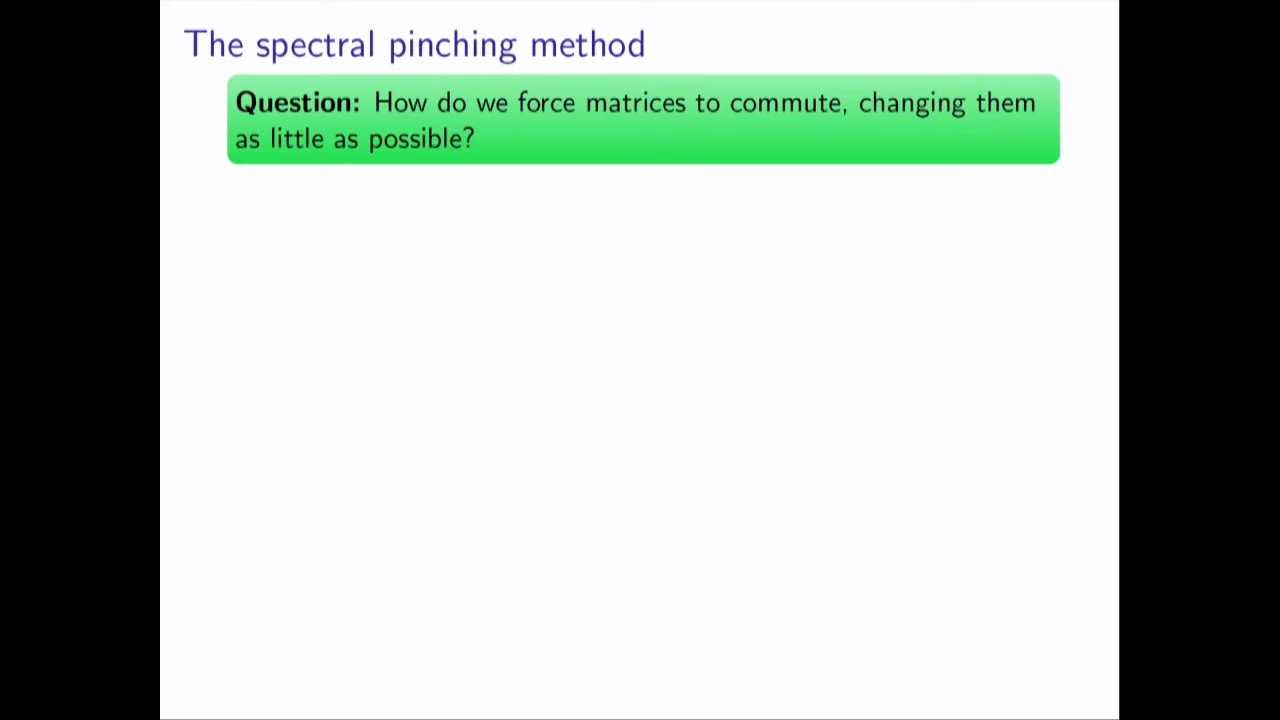 The spectral pinching method
Question: How do we force matrices to commute, changing them
as little as possible?